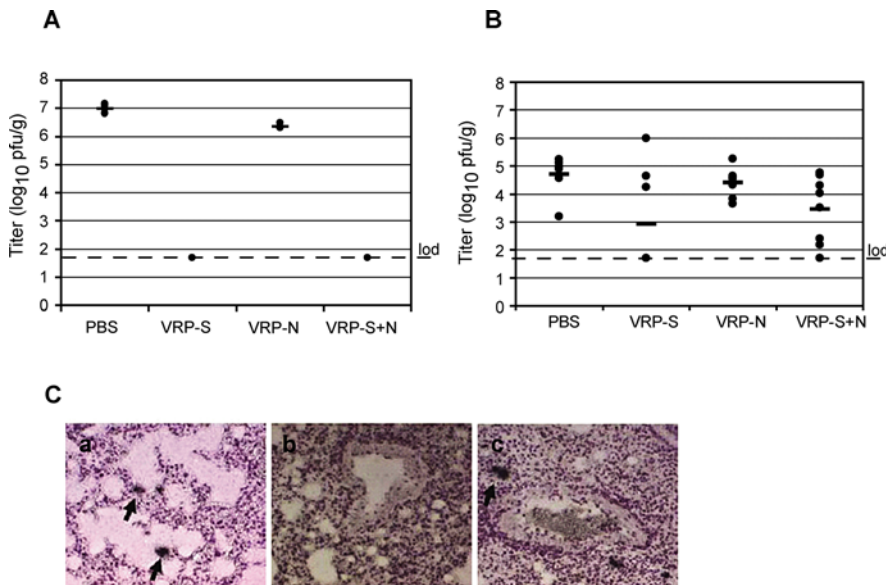 A
8
7
6
5
4
3
2
1
0
Titer (log10 pfu/g)
lod
PBS VRP-S VRP-N VRP-S+N
B
8
7
6
5
4
3
2
1
0
Titer (log10 pfu/g)
lod
PBS VRP-S VRP-N VRP-S+N
C
a b c